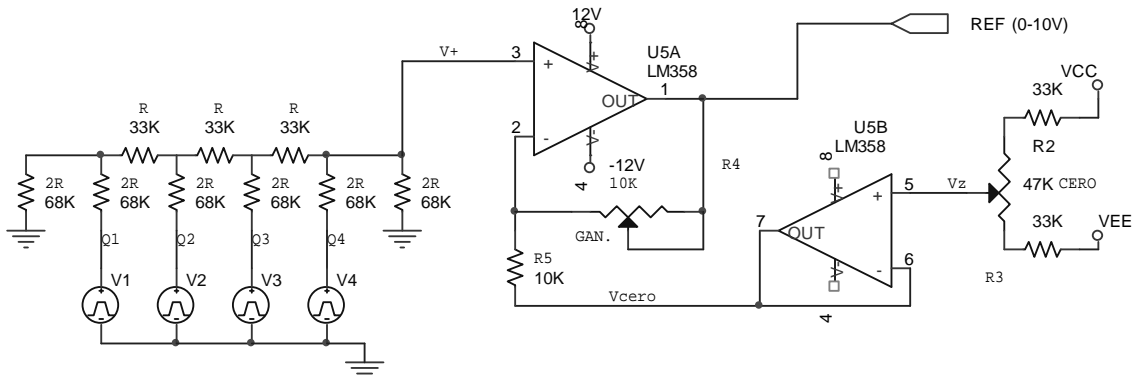 12V
8
V+
3
+
V+
U5A
LM358
REF (0-10V)
OUT
1
2
-
V-
4
-12V
10K
R4
GAN.
R
33K
R
33K
R
33K
2R
68K
2R
68K
2R
68K
2R
68K
2R
68K
2R
68K
Q1
Q2
Q3
Q4
V1
V2
V3
V4
R5
10K
Vcero
U5B
LM358
8
V+
5
+
Vz
7
OUT
6
-
V-
4
33K
VCC
R2
47K CERO
33K
VEE
R3